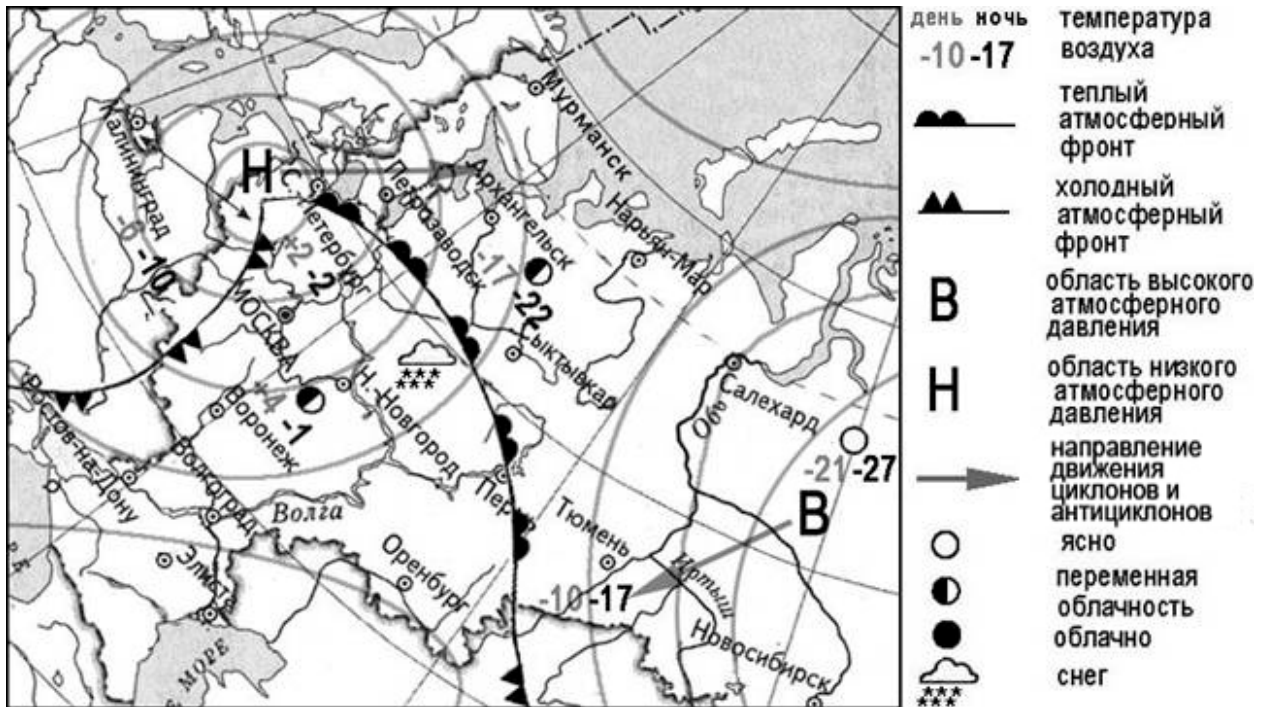 Мурманск
Калининград
Н
С. Петербург
Петрозаводск
Архангельск
Нарьян-Мар
-6 -10
+2 -2
-17 -22
МОСКВА
Сыктывкар
Салехард
Обь
+4 -1
Н.-Новгород
Воронеж
-21 -27
Ростов-на-Дону
Волгоград
Пермь
В
Волга
Тюмень
Элиста
Оренбург
Иртыш
-10 -17
Новосибирск
МОРЕ
день ночь
-10 -17
температура
воздуха
теплый
атмосферный
фронт
холодный
атмосферный
фронт
В
область высокого
атмосферного
давления
Н
область низкого
атмосферного
давления
направление
движения
циклонов и
антициклонов
ясно
переменная
облачность
облачно
снег